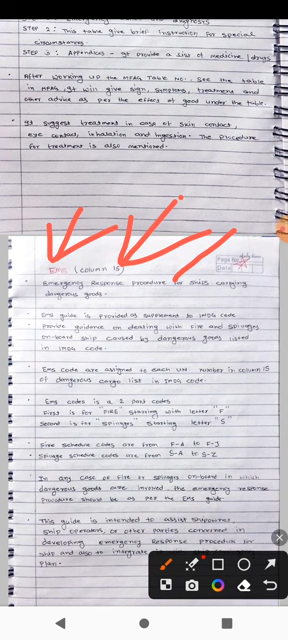 STEP 2: This table give brief instruction for special
circumstances.
STEP 3: Appendices - It provide a list of medicine / drugs
After working up the MFAG Table No. See the table
in MFAG. It will give sign, symptoms, treatment and
other advice as per the effect of good under the table.
It suggest treatment in case of skin contact,
eye contact, inhalation and ingestion. The procedure
for treatment is also mentioned.
Page No.
Date
EMS (column 15)
Emergency Response Procedure for ships carrying
dangerous goods.
EMS guide is provided as supplement to IMDG code
Provide guidance on dealing with fire and spillages
on-board ship caused by dangerous goods listed
in IMDG code.
EMS code are assigned to each UN number in column 15
of dangerous cargo list in IMDG code.
EMS codes is a 2 part codes
First is for "FIRE" starting with letter "F"
Second is for "SPILLAGES" starting letter "S"
Fire schedule codes are from F-A to F-J
Spillage schedule codes are from S-A to S-Z
In any case of fire or spillages on-board in which
dangerous goods are involved the emergency response
procedure should be as per the EMS guide
This guide is intended to assist shipowner,
ship operators, or other parties concerned in
developing emergency response procedure for
ship and also to integrate
plan.